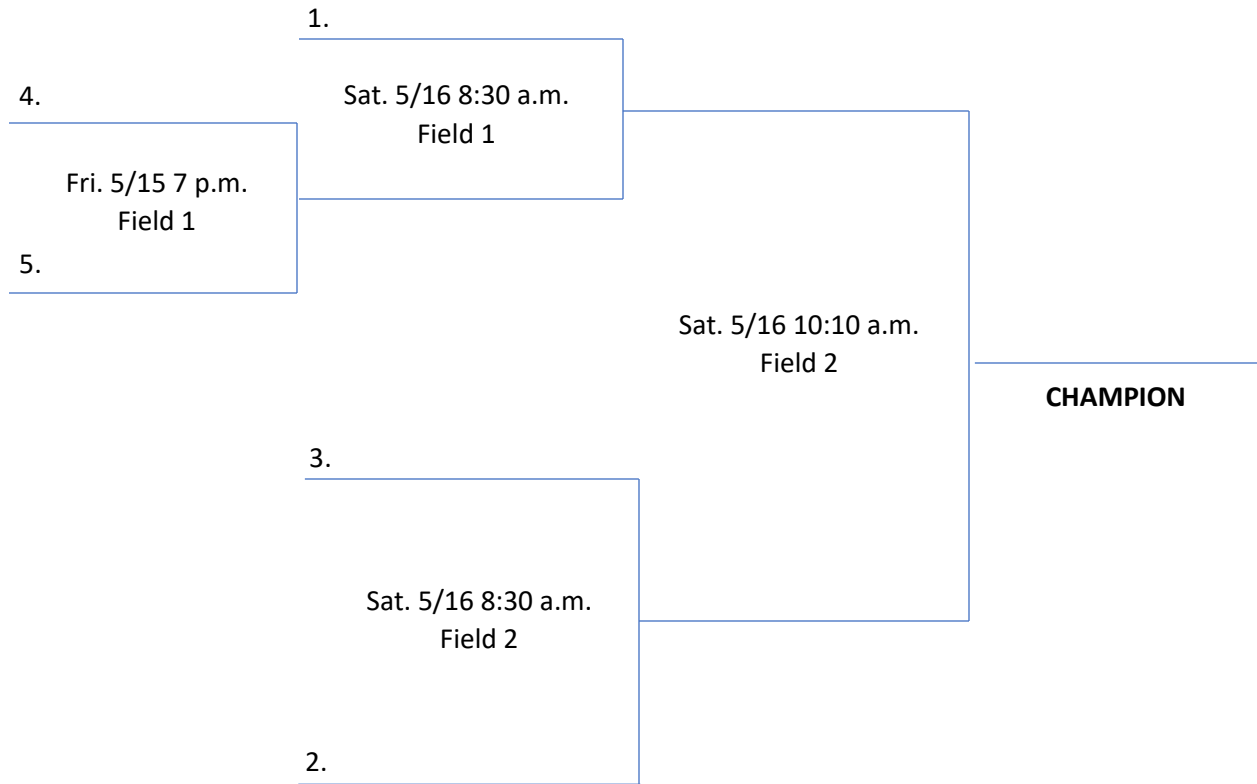 1.
4.
Sat. 5/16 8:30 a.m.
Field 1
Fri. 5/15 7 p.m.
Field 1
5.
Sat. 5/16 10:10 a.m.
Field 2
CHAMPION
3.
Sat. 5/16 8:30 a.m.
Field 2
2.